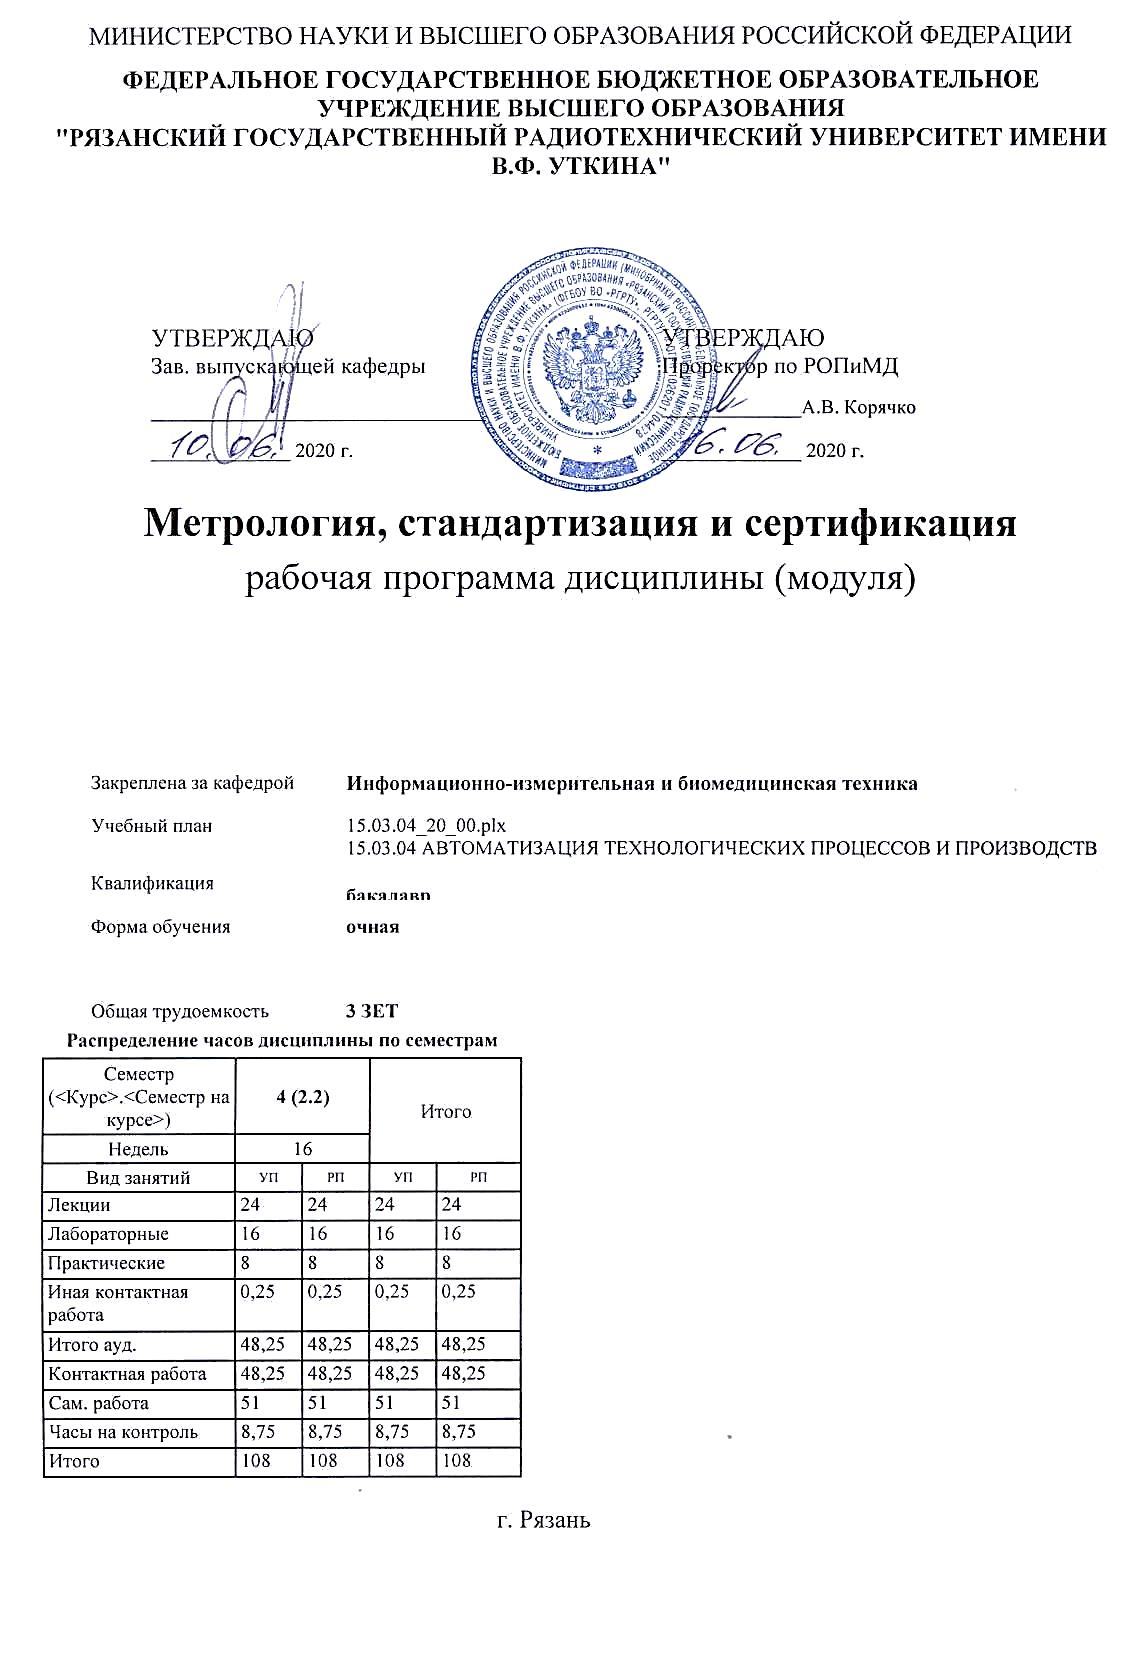 МИНИСТЕРСТВО НАУКИ И ВЫСШЕГО ОБРАЗОВАНИЯ РОССИЙСКОЙ ФЕДЕРАЦИИ
ФЕДЕРАЛЬНОЕ ГОСУДАРСТВЕННОЕ БЮДЖЕТНОЕ ОБРАЗОВАТЕЛЬНОЕ
УЧРЕЖДЕНИЕ ВЫСШЕГО ОБРАЗОВАНИЯ
"РЯЗАНСКИЙ ГОСУДАРСТВЕННЫЙ РАДИОТЕХНИЧЕСКИЙ УНИВЕРСИТЕТ ИМЕНИ
В.Ф. УТКИНА"
УТВЕРЖДАЮ
Зав. выпускающей кафедры
10.06. 2020 г.
УТВЕРЖДАЮ
Проректор по РОПиМД
А.В. Корячко
6.06. 2020 г.
Метрология, стандартизация и сертификация
рабочая программа дисциплины (модуля)
Закреплена за кафедрой Информационно-измерительная и биомедицинская техника
Учебный план 15.03.04_20_00.plx
15.03.04 АВТОМАТИЗАЦИЯ ТЕХНОЛОГИЧЕСКИХ ПРОЦЕССОВ И ПРОИЗВОДСТВ
Квалификация бакалавр
Форма обучения очная
Общая трудоемкость 3 ЗЕТ
Распределение часов дисциплины по семестрам
Семестр
(<Курс>.<Семестр на
курсе>)
4 (2.2)
Итого
Недель 16
Вид занятий УП РП УП РП
Лекции 24 24 24 24
Лабораторные 16 16 16 16
Практические 8 8 8 8
Иная контактная
работа
0,25 0,25 0,25 0,25
Итого ауд. 48,25 48,25 48,25 48,25
Контактная работа 48,25 48,25 48,25 48,25
Сам. работа 51 51 51 51
Часы на контроль 8,75 8,75 8,75 8,75
Итого 108 108 108 108
г. Рязань